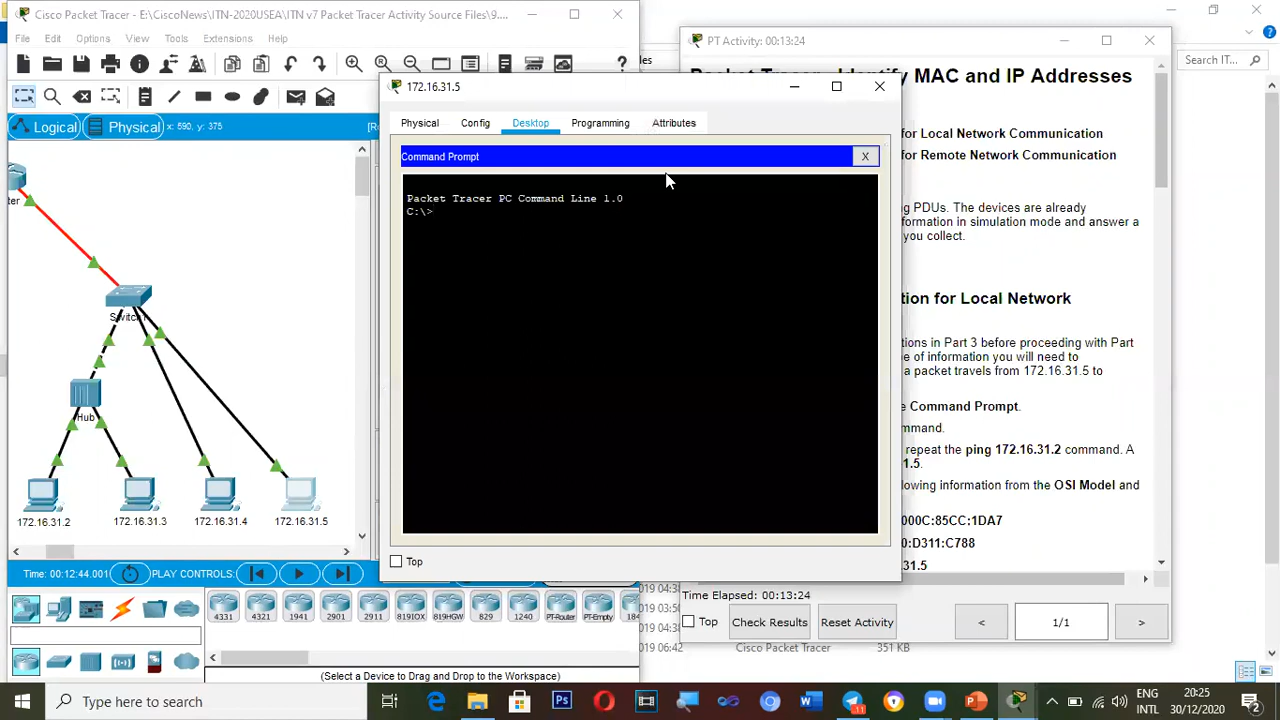 Cisco Packet Tracer - E:\CiscoNews\ITN-2020USEA\ITN v7 Packet Tracer Activity Source Files\9....
File Edit Options View Tools Extensions Help
Logical
Physical
x: 590, y: 375
Switch
Hub
172.16.31.2
172.16.31.3
172.16.31.4
172.16.31.5
Time: 12:44.001
PLAY CONTROLS:
4331
4321
1941
2901
2911
819IOX
819HGW
829
1240
PT-Router
PT-Empty
(Select a Device to Drag and Drop to the Workspace)
172.16.31.5
Physical
Config
Desktop
Programming
Attributes
Command Prompt
X
Packet Tracer PC Command Line 1.0
C:\>
Top
PT Activity: 00:13:24
Packet Tracer - Identify MAC and IP Addresses
for Local Network Communication
for Remote Network Communication
g PDUs. The devices are already
formation in simulation mode and answer a
you collect.
tion for Local Network
tions in Part 3 before proceeding with Part
e of information you will need to
a packet travels from 172.16.31.5 to
e Command Prompt.
mmand.
repeat the ping 172.16.31.2 command. A
1.5.
lowing information from the OSI Model and
000C:85CC:1DA7
0:D311:C788
.5
Time Elapsed: 00:13:24
Top
Check Results
Reset Activity
<
1/1
>
Search IT...
2019 06:42
Cisco Packet Tracer
351 KB
Type here to search
11
ENG
INTL
20:25
30/12/2020
2